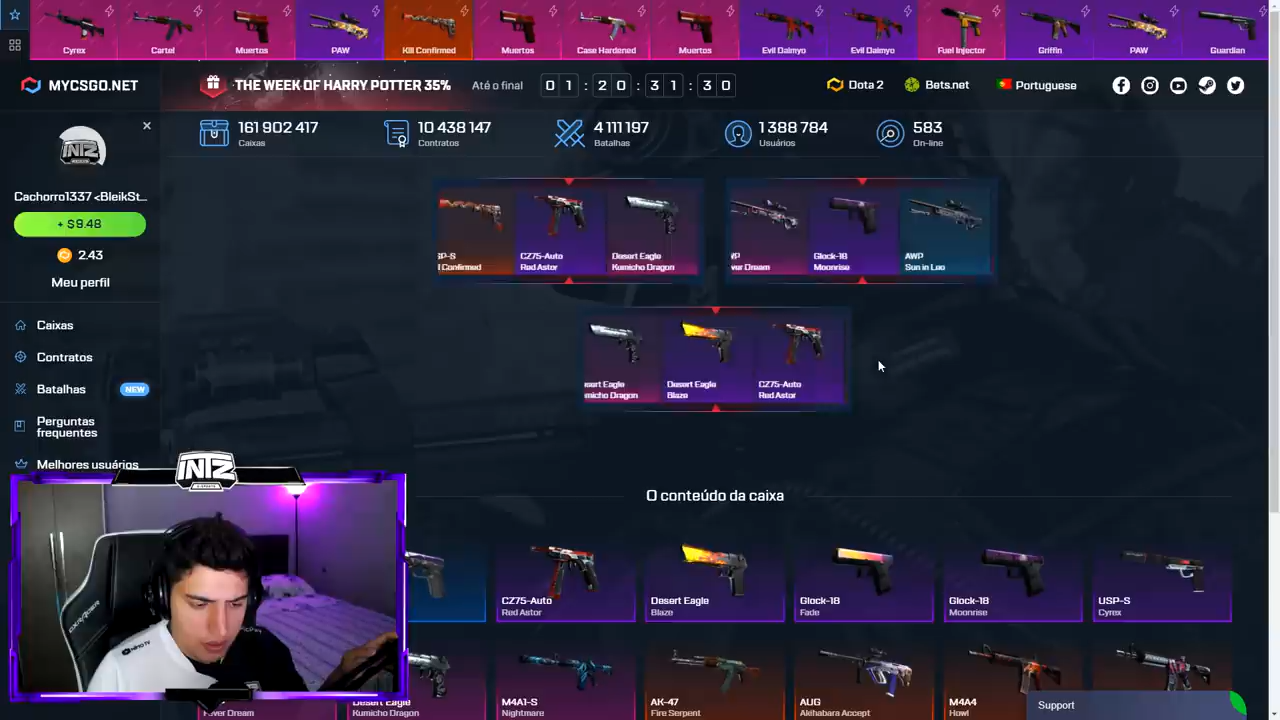 Cyrex
Cartel
Muertos
PAW
Kill Confirmed
Muertos
Case Hardened
Muertos
Evil Daimyo
Evil Daimyo
Fuel Injector
Griffin
PAW
Guardian
MYCSGO.NET
THE WEEK OF HARRY POTTER 35%
Até o final
0 1 : 2 0 : 3 1 : 3 0
Dota 2
Bets.net
Portuguese
161 902 417
Caixas
10 438 147
Contratos
4 111 197
Batalhas
1 388 784
Usuários
583
On-line
INTZ
Cachorro1337 <BleikSt...
+ $9.48
2.43
Meu perfil
Caixas
Contratos
Batalhas
NEW
Perguntas
frequentes
Melhores usuários
CZ75-Auto
Red Astor
Desert Eagle
Kumicho Dragon
Glock-18
Moonrise
AWP
Sun in Leo
Desert Eagle
Blaze
CZ75-Auto
Red Astor
O conteúdo da caixa
CZ75-Auto
Red Astor
Desert Eagle
Blaze
Glock-18
Fade
Glock-18
Moonrise
USP-S
Cyrex
Desert Eagle
Kumicho Dragon
M4A1-S
Nightmare
AK-47
Fire Serpent
AUG
Akihabara Accept
M4A4
Howl
Support
INTZ